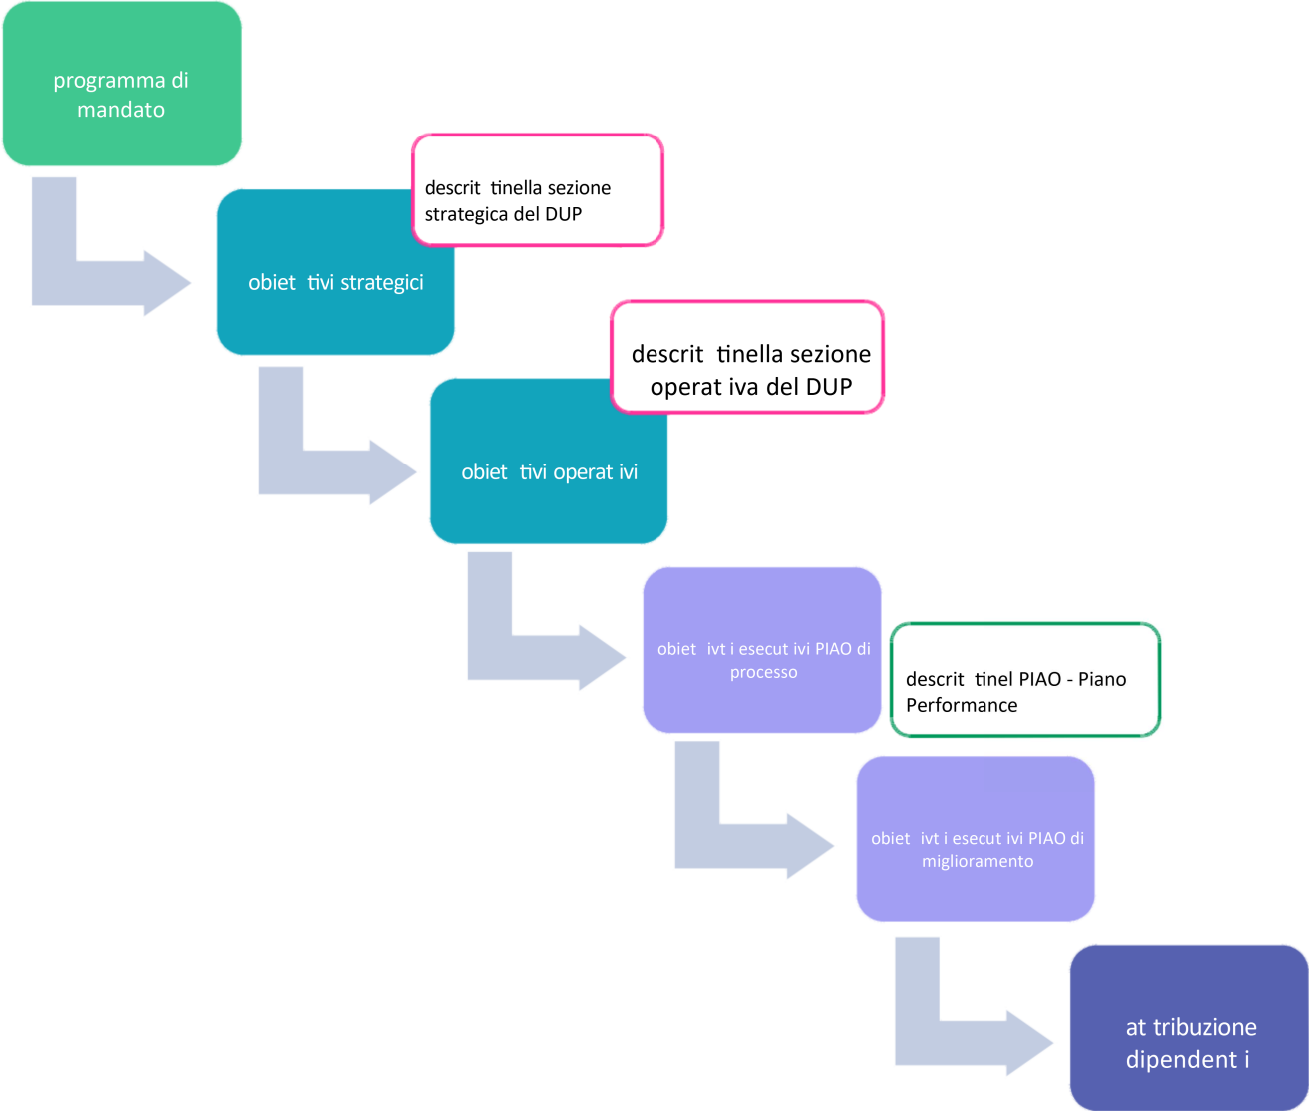 programma di
mandato
descrit  tinella sezione
strategica del DUP
obiet  tivi strategici
descrit  tinella sezione
operat iva del DUP
obiet  tivi operat ivi
obiet  ivt i esecut ivi PIAO di
processo
descrit  tinel PIAO - Piano
Performance
obiet  ivt i esecut ivi PIAO di
miglioramento
at tribuzione
dipendent i